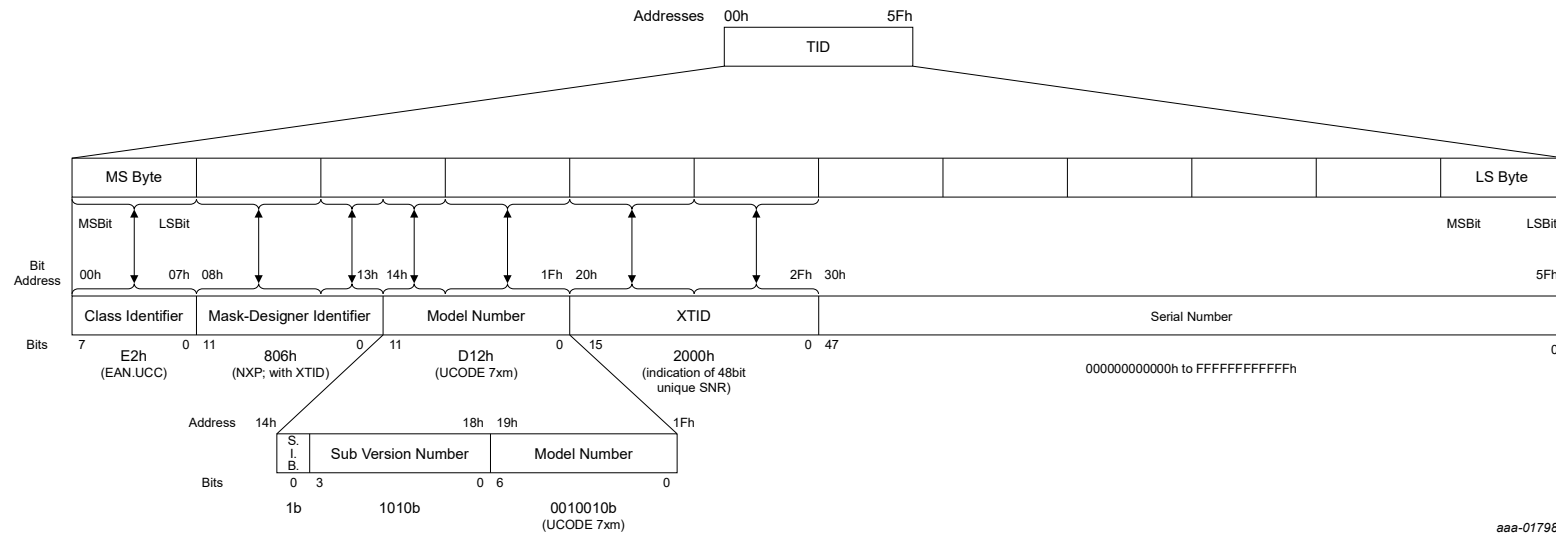 Addresses 00h 5Fh
TID
MS Byte LS Byte
MSBit LSBit MSBit LSBit
Bit
Address
00h 07h 08h 13h 14h 1Fh 20h 2Fh 30h 5Fh
Class Identifier Mask-Designer Identifier Model Number XTID Serial Number
Bits 7 0 11 0 11 0 15 0 47 0
E2h 806h D12h 2000h
(EAN.UCC) (NXP; with XTID) (UCODE 7xm) (indication of 48bit
unique SNR)
000000000000h to FFFFFFFFFFFFh
Address 14h 18h 19h 1Fh
S.
I.
B.
Sub Version Number Model Number
Bits 0 3 0 6 0
1b 1010b 0010010b
(UCODE 7xm)
aaa-01798